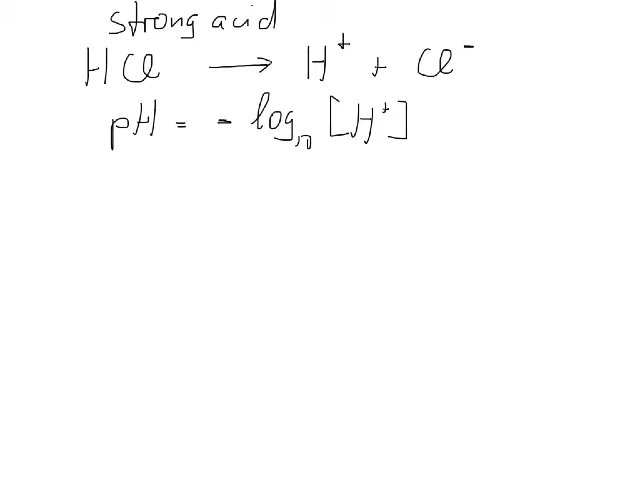 strong acid
HCl ⟶ H⁺ + Cl⁻
pH = - log₁₀ [H⁺]